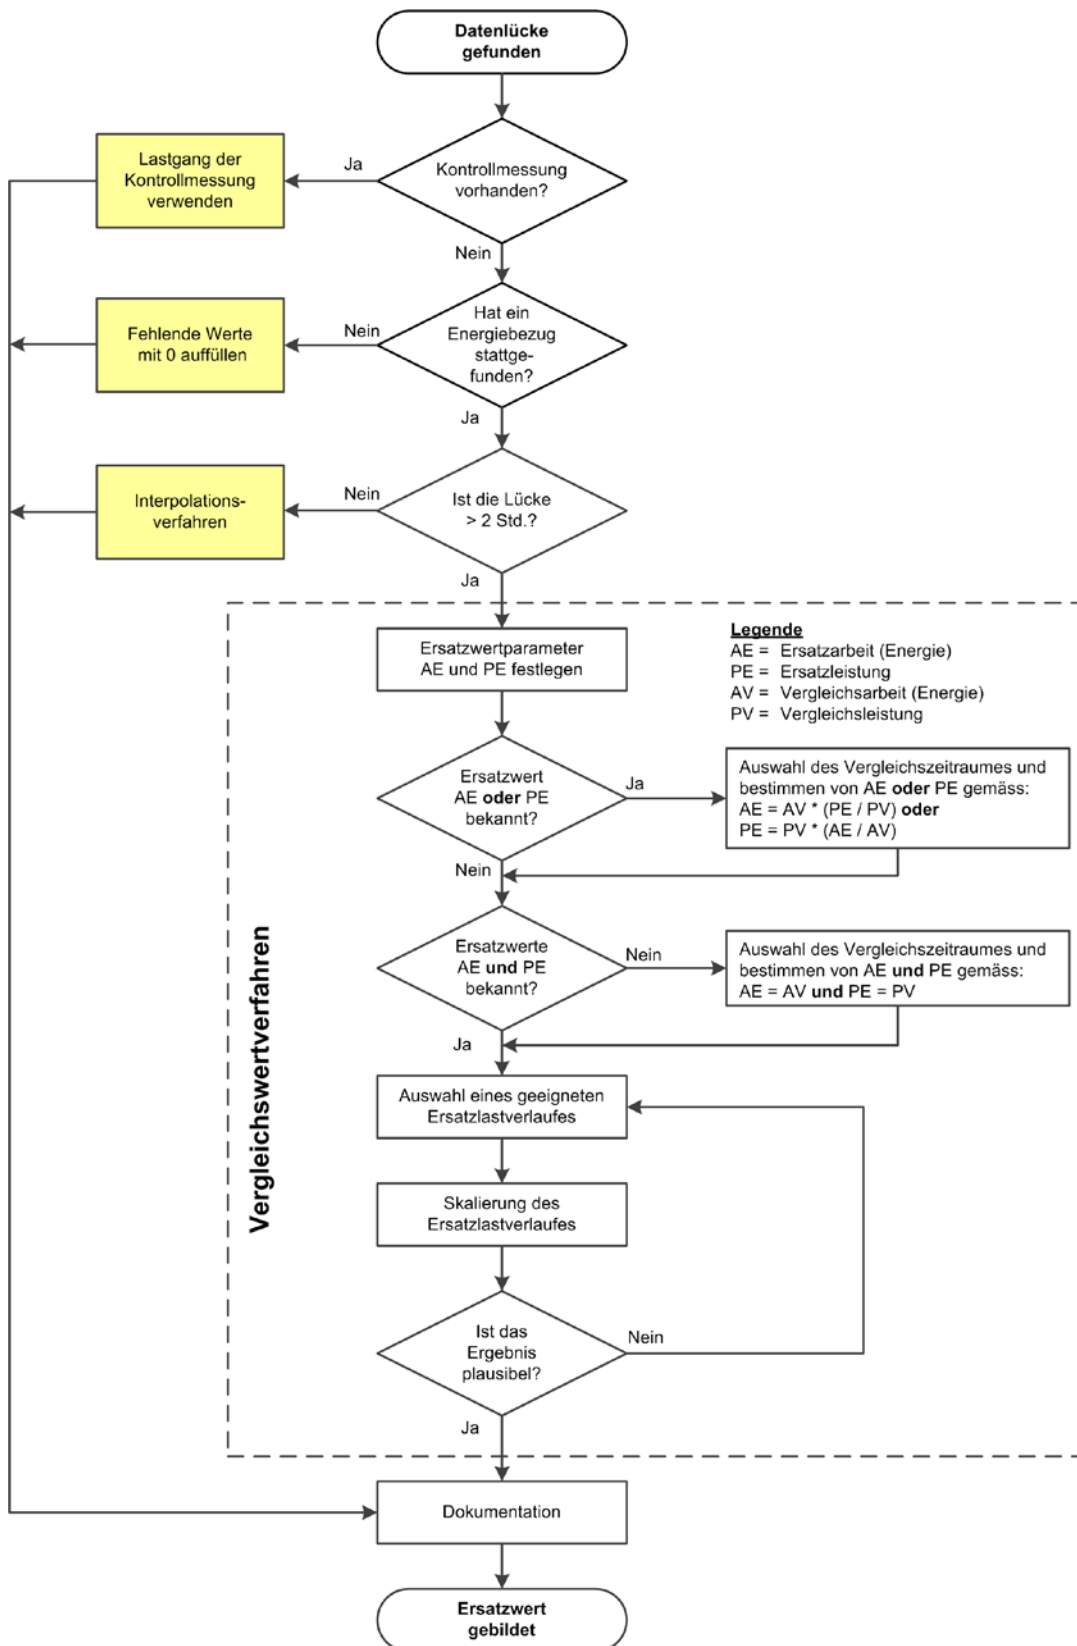 Datenlücke
gefunden
Kontrollmessung
vorhanden?
Ja
Lastgang der
Kontrollmessung
verwenden
Nein
Hat ein
Energiebezug
stattge-
funden?
Nein
Fehlende Werte
mit 0 auffüllen
Ja
Ist die Lücke
> 2 Std.?
Nein
Interpolations-
verfahren
Ja
Vergleichswertverfahren
Ersatzwertparameter
AE und PE festlegen
Legende
AE = Ersatzarbeit (Energie)
PE = Ersatzleistung
AV = Vergleichsarbeit (Energie)
PV = Vergleichsleistung
Ersatzwert
AE oder PE
bekannt?
Ja
Auswahl des Vergleichszeitraumes und
bestimmen von AE oder PE gemäss:
AE = AV * (PE / PV) oder
PE = PV * (AE / AV)
Nein
Ersatzwerte
AE und PE
bekannt?
Nein
Auswahl des Vergleichszeitraumes und
bestimmen von AE und PE gemäss:
AE = AV und PE = PV
Ja
Auswahl eines geeigneten
Ersatzlastverlaufes
Skalierung des
Ersatzlastverlaufes
Ist das
Ergebnis
plausibel?
Nein
Ja
Dokumentation
Ersatzwert
gebildet